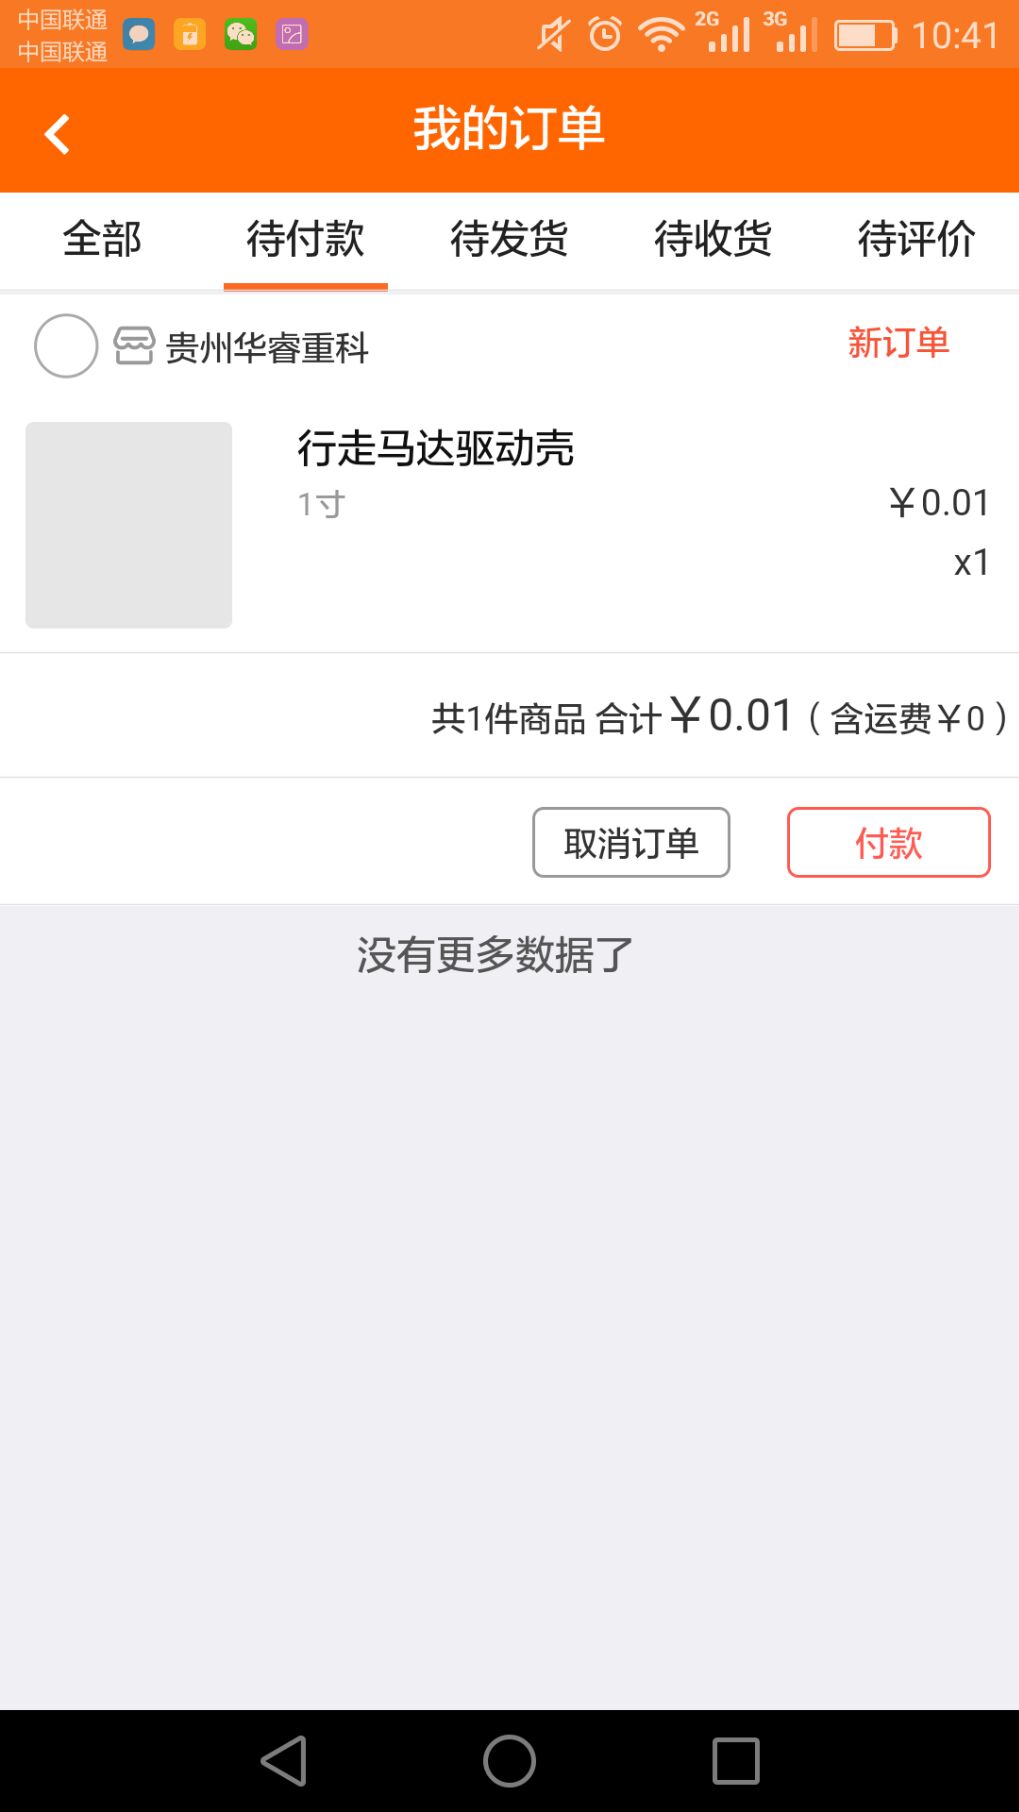 中国联通
中国联通
2G 3G 10:41
我的订单
全部 待付款 待发货 待收货 待评价
贵州华睿重科 新订单
行走马达驱动壳
1寸 ￥0.01
x1
共1件商品 合计￥0.01（含运费￥0）
取消订单 付款
没有更多数据了